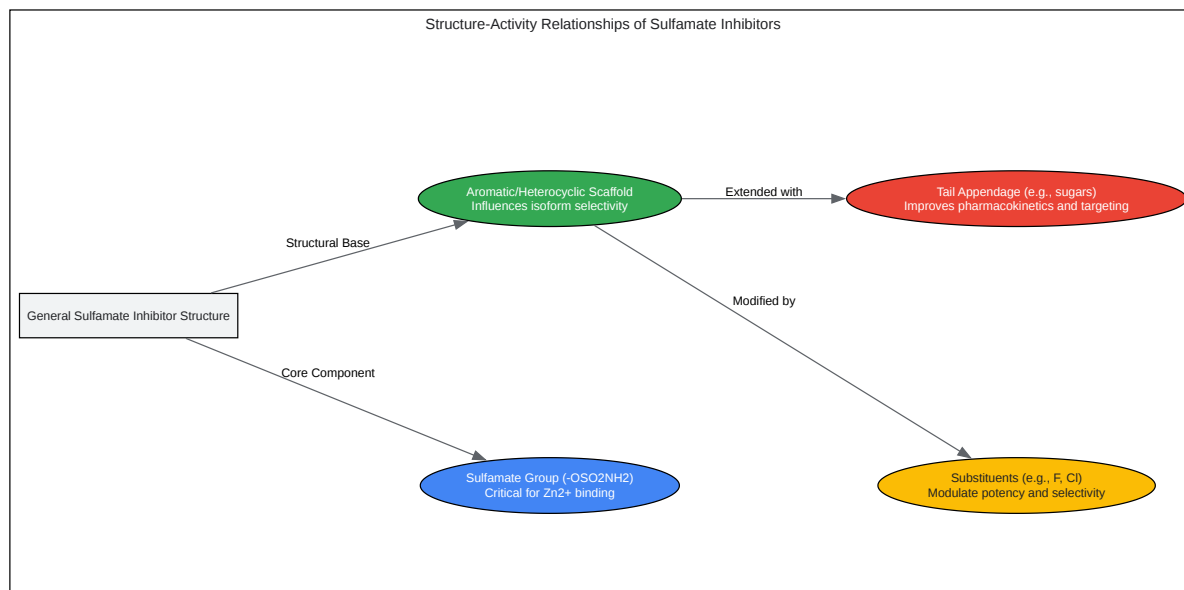 Structure-Activity Relationships of Sulfamate Inhibitors
Aromatic/Heterocyclic Scaffold
Influences isoform selectivity
Extended with
Tail Appendage (e.g., sugars)
Improves pharmacokinetics and targeting
Structural Base
Modified by
General Sulfamate Inhibitor Structure
Core Component
Sulfamate Group (-OSO2NH2)
Critical for Zn2+ binding
Substituents (e.g., F, Cl)
Modulate potency and selectivity